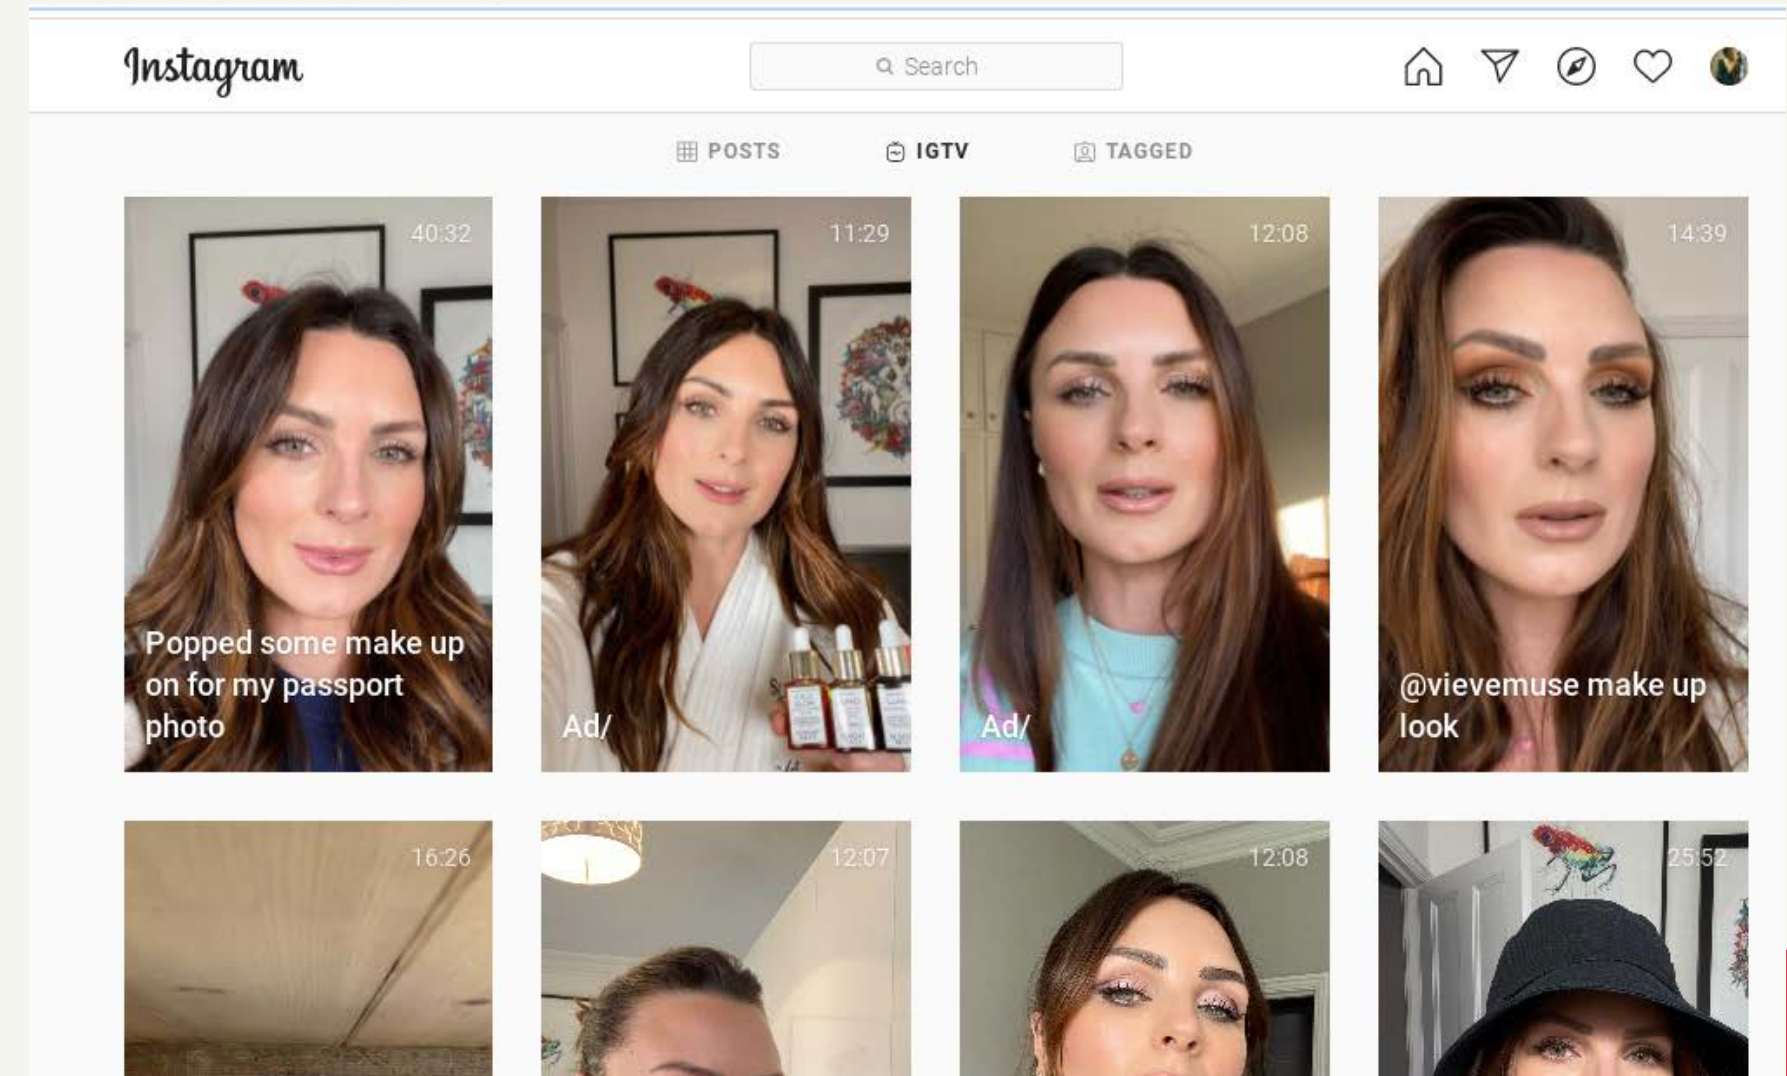 Instagram
Search
POSTS
IGTV
TAGGED
40:32
11:29
12:08
14:39
Popped some make up
on for my passport
photo
Ad/
Ad/
@vievemuse make up
look
16:26
12:07
12:08
25:52